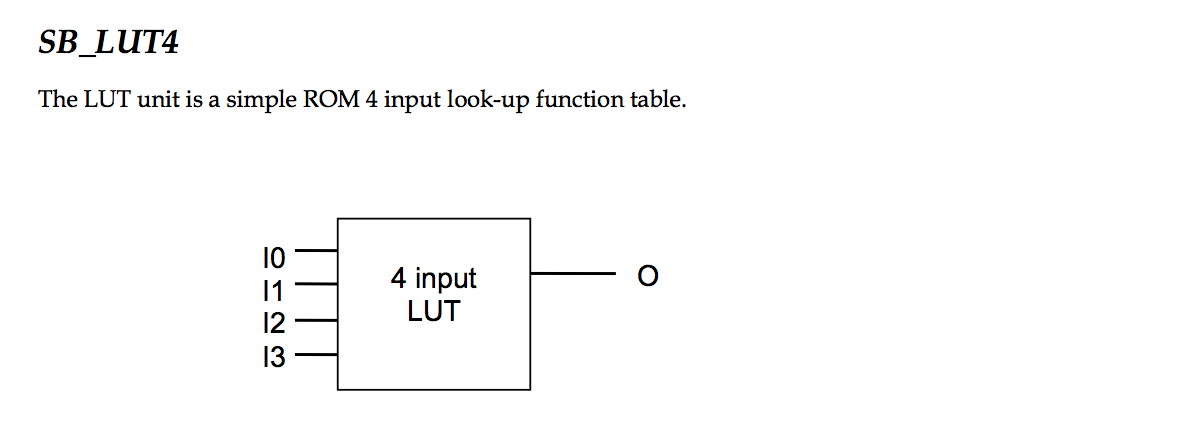 SB_LUT4
The LUT unit is a simple ROM 4 input look-up function table.
I0
I1
I2
I3
4 input
LUT
O